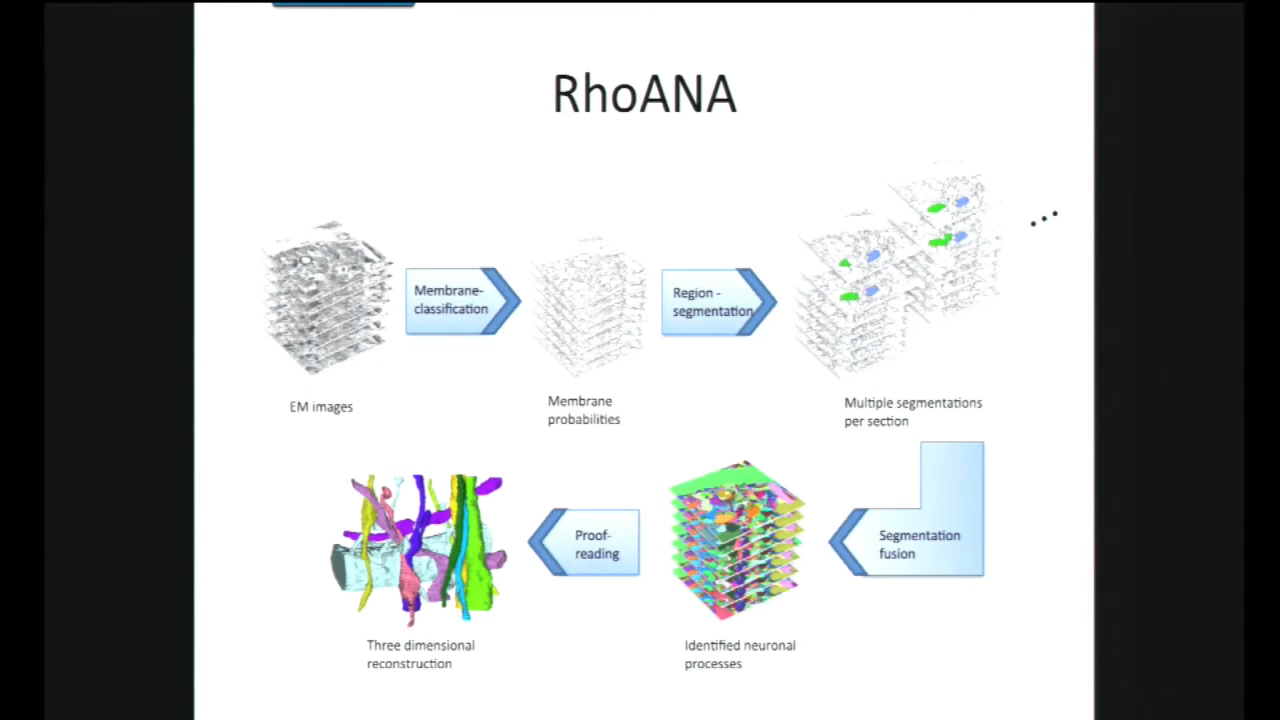 RhoANA
Membrane-
classification
Region -
segmentation
EM images
Membrane
probabilities
Multiple segmentations
per section
Proof-
reading
Segmentation
fusion
Three dimensional
reconstruction
Identified neuronal
processes